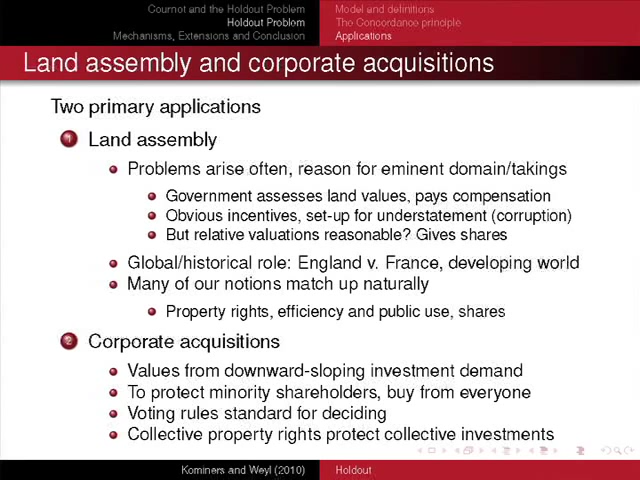 Cournot and the Holdout Problem
Holdout Problem
Mechanisms, Extensions and Conclusion
Model and definitions
The Concordance principle
Applications
Land assembly and corporate acquisitions
Two primary applications
1 Land assembly
Problems arise often, reason for eminent domain/takings
Government assesses land values, pays compensation
Obvious incentives, set-up for understatement (corruption)
But relative valuations reasonable? Gives shares
Global/historical role: England v. France, developing world
Many of our notions match up naturally
Property rights, efficiency and public use, shares
2 Corporate acquisitions
Values from downward-sloping investment demand
To protect minority shareholders, buy from everyone
Voting rules standard for deciding
Collective property rights protect collective investments
Kominers and Weyl (2010)
Holdout